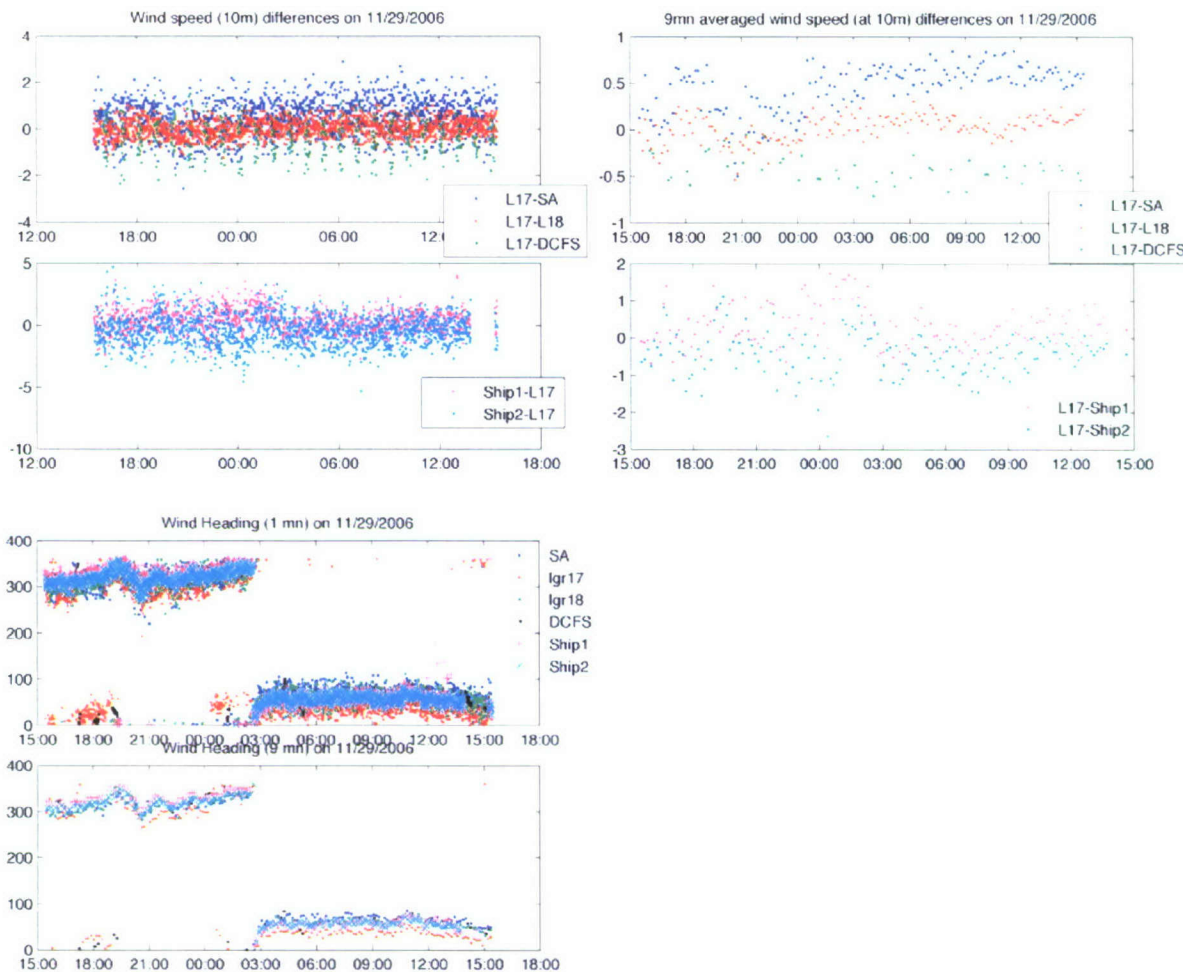 Wind speed (10m) differences on 11/29/2006
4
2
0
-2
-4
12:00 18:00 00:00 06:00 12: 18:00
L17-SA
L17-L18
L17-DCFS
5
0
-5
-10
12:00 18:00 00:00 06:00 12:00 18:00
Ship1-L17
Ship2-L17
9mn averaged wind speed (at 10m) differences on 11/29/2006
1
0.5
0
-0.5
-1
15:00 18:00 21:00 00:00 03:00 06:00 09:00 12: 15:00
L17-SA
L17-L18
L17-DCFS
2
1
0
-1
-2
-3
15:00 18:00 21:00 00:00 03:00 06:00 09:00 12:00 15:00
L17-Ship1
L17-Ship2
Wind Heading (1 mn) on 11/29/2006
400
300
200
100
0
15:00 18:00 21:00 00:00 03:00 06:00 09:00 12:00 15:00 18:00
SA
lgr17
lgr18
DCFS
Ship1
Ship2
Wind Heading (9 mn) on 11/29/2006
400
300
200
100
0
15:00 18:00 21:00 00:00 03:00 06:00 09:00 12:00 15:00 18:00